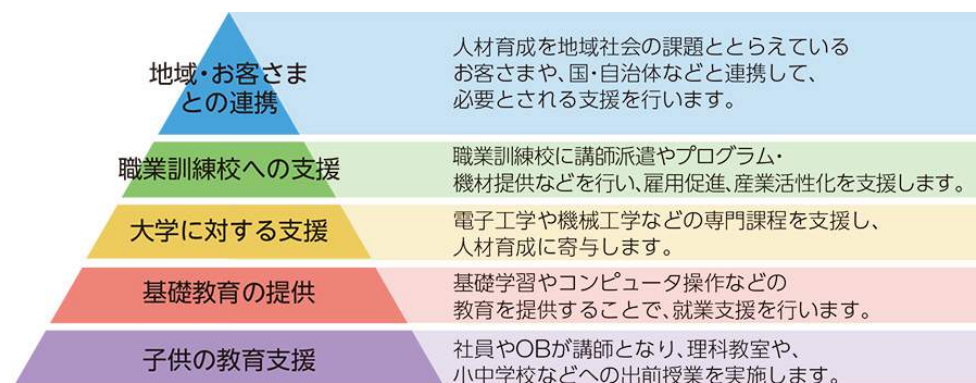 地域・お客さま
との連携
人材育成を地域社会の課題ととらえている
お客さまや、国・自治体などと連携して、
必要とされる支援を行います。
職業訓練校への支援
職業訓練校に講師派遣やプログラム・
機材提供などを行い、雇用促進、産業活性化を支援します。
大学に対する支援
電子工学や機械工学などの専門課程を支援し、
人材育成に寄与します。
基礎教育の提供
基礎学習やコンピュータ操作などの
教育を提供することで、就業支援を行います。
子供の教育支援
社員やOBが講師となり、理科教室や、
小中学校などへの出前授業を実施します。